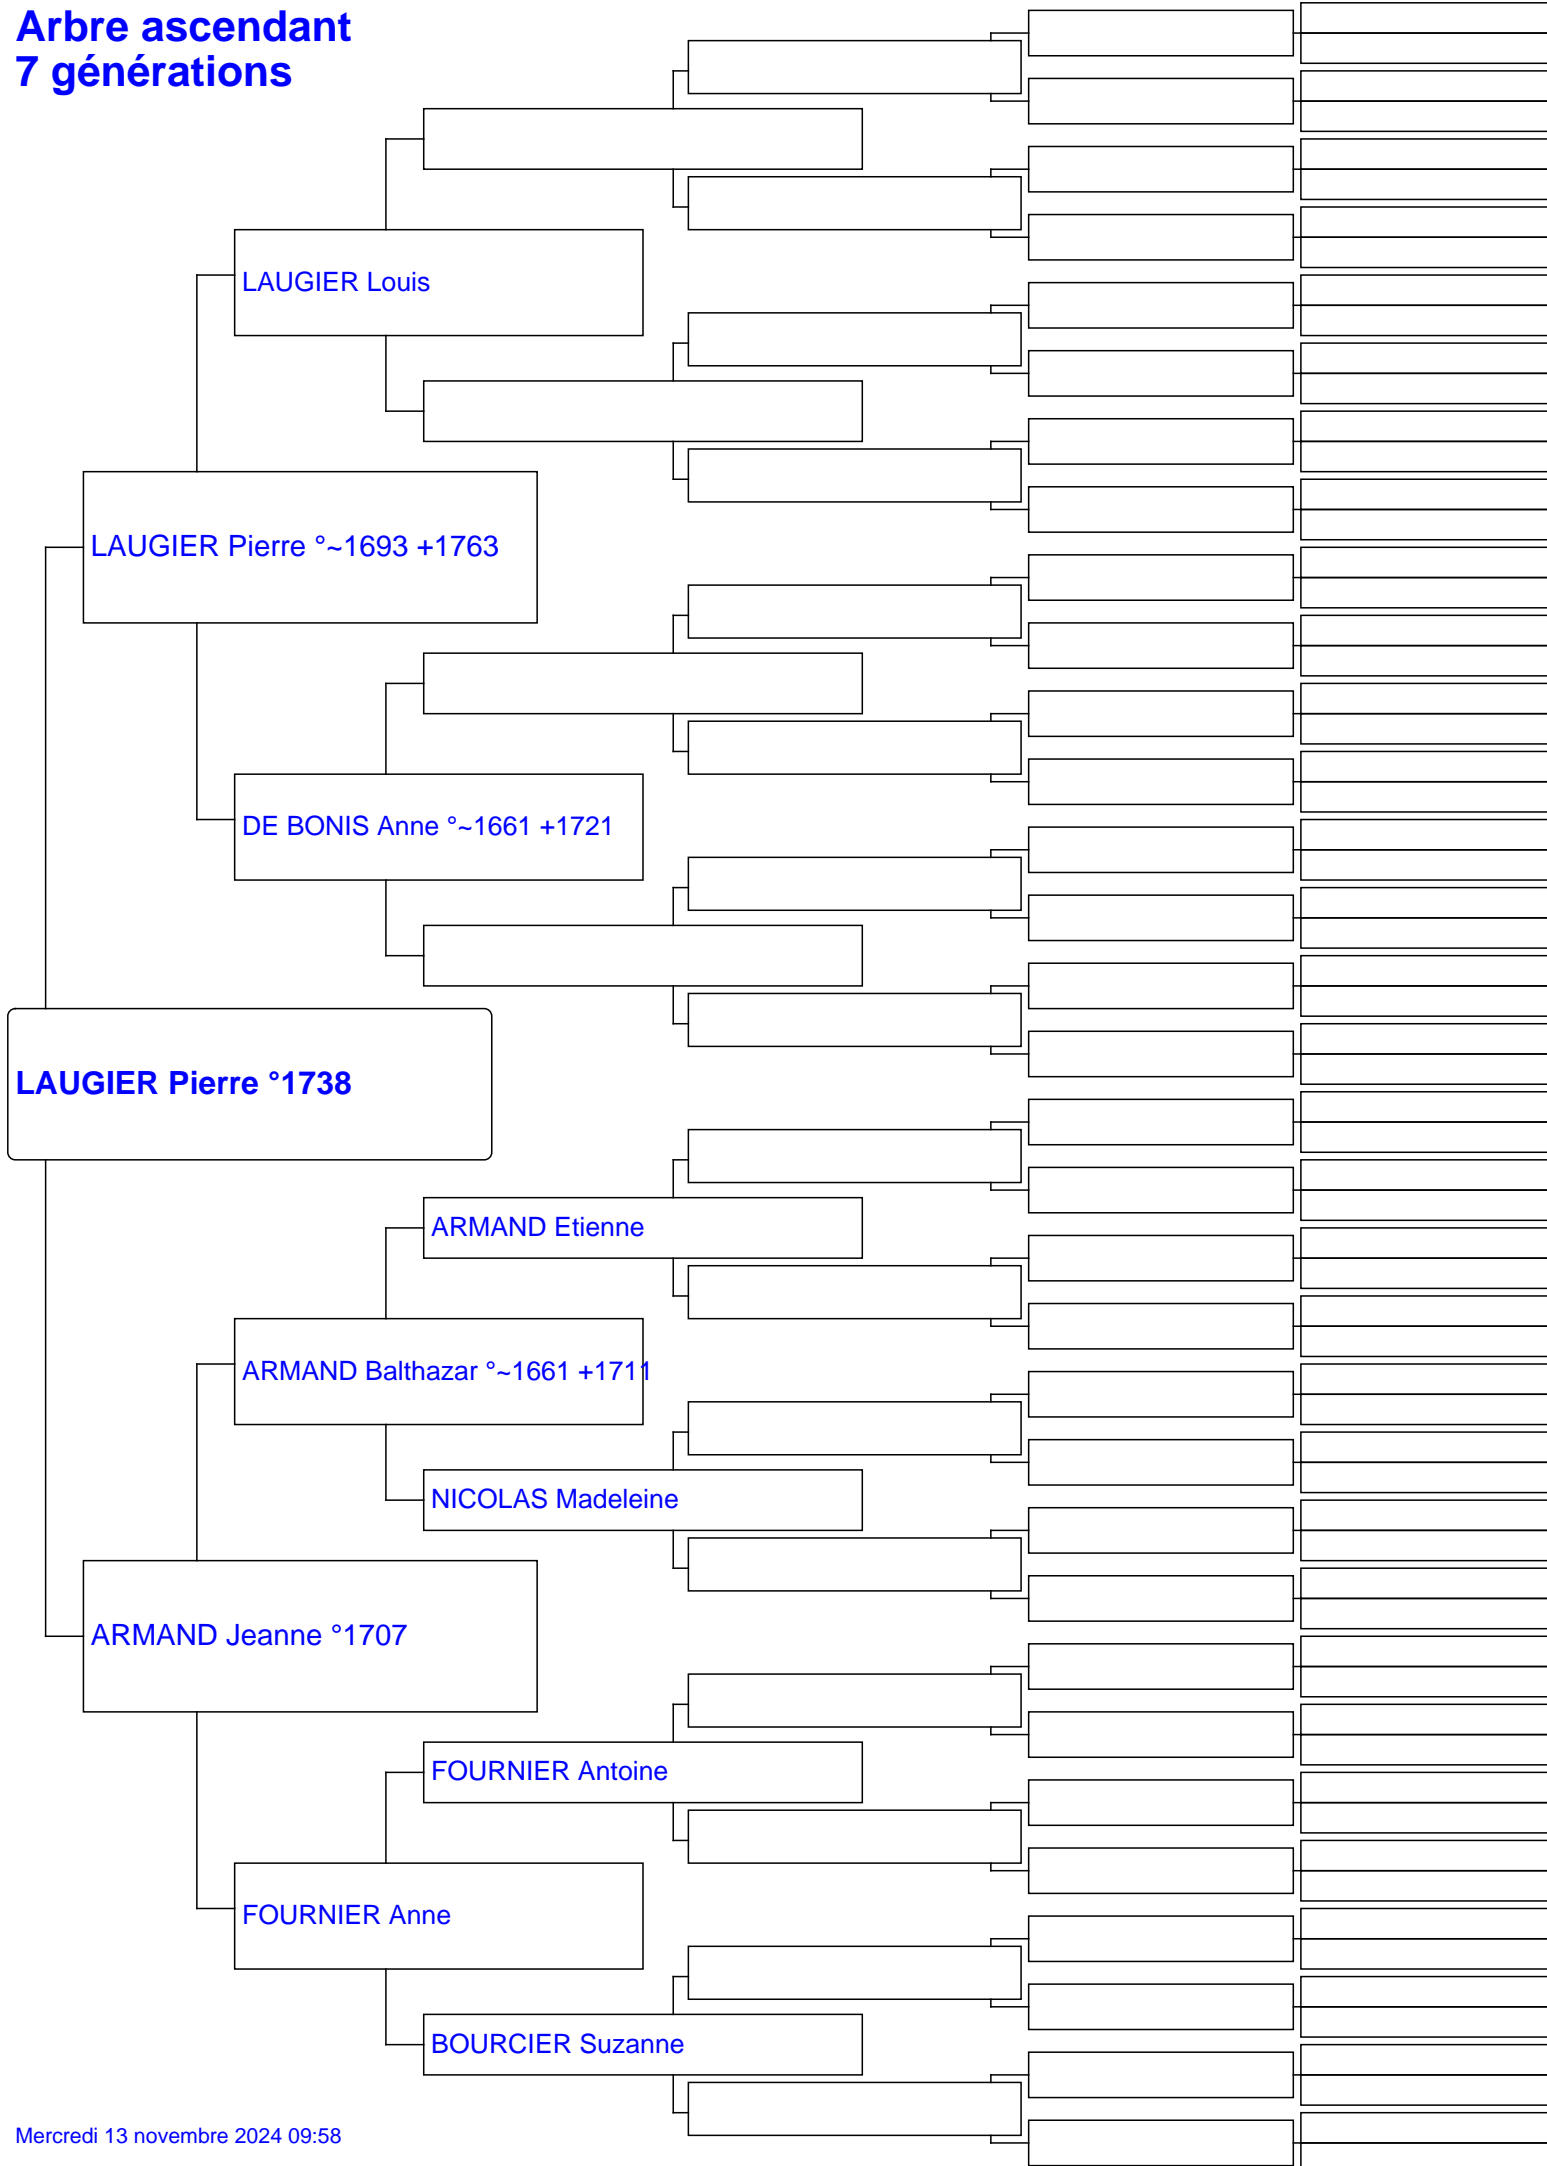 Arbre ascendant
7 générations
LAUGIER Louis
LAUGIER Pierre °~1693 +1763
DE BONIS Anne °~1661 +1721
LAUGIER Pierre °1738
ARMAND Etienne
ARMAND Balthazar °~1661 +1711
NICOLAS Madeleine
ARMAND Jeanne °1707
FOURNIER Antoine
FOURNIER Anne
BOURCIER Suzanne
Mercredi 13 novembre 2024 09:58